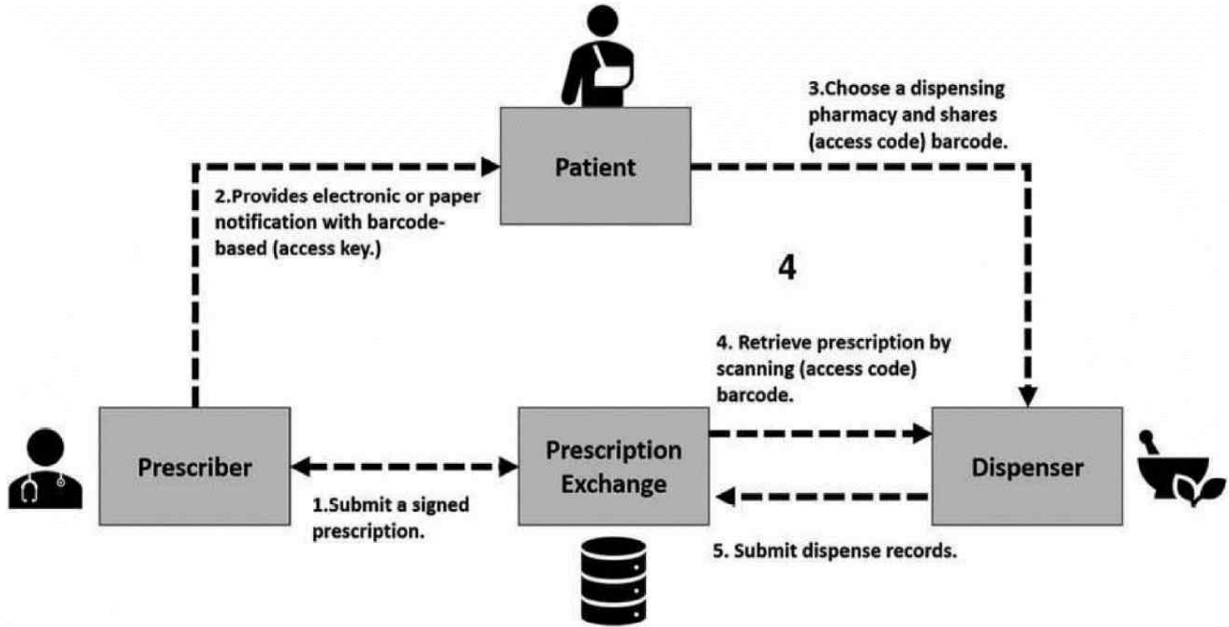 3.Choose a dispensing
pharmacy and shares
(access code) barcode.
Patient
2.Provides electronic or paper
notification with barcode-
based (access key.)
4
4. Retrieve prescription by
scanning (access code)
barcode.
Prescriber
Prescription
Exchange
Dispenser
1.Submit a signed
prescription.
5. Submit dispense records.